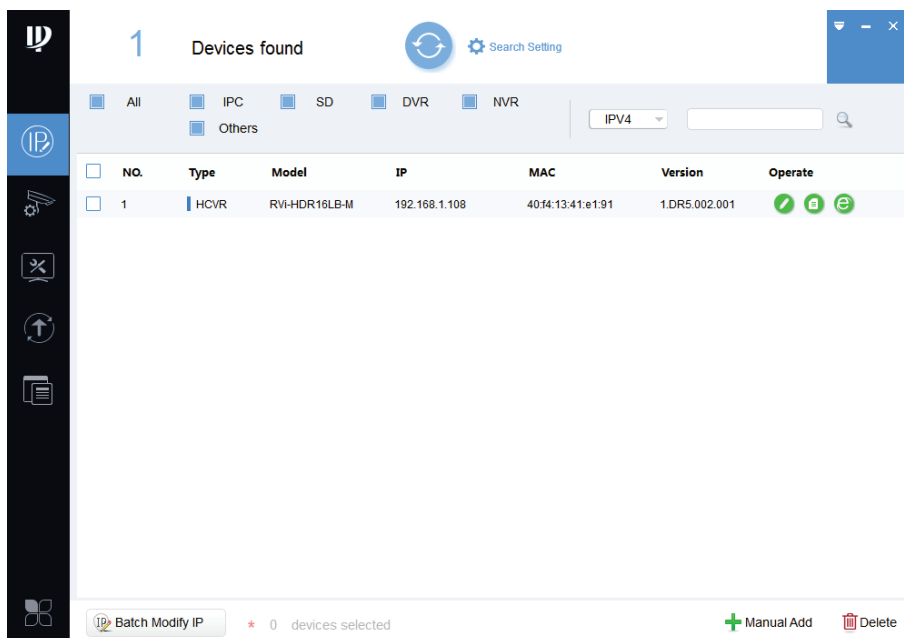 1 Devices found Search Setting
All IPC SD DVR NVR
IPV4
Others
NO. Type Model IP MAC Version Operate
1 HCVR RVi-HDR16LB-M 192.168.1.108 40:f4:13:41:e1:91 1.DR5.002.001
Batch Modify IP * 0 devices selected Manual Add Delete